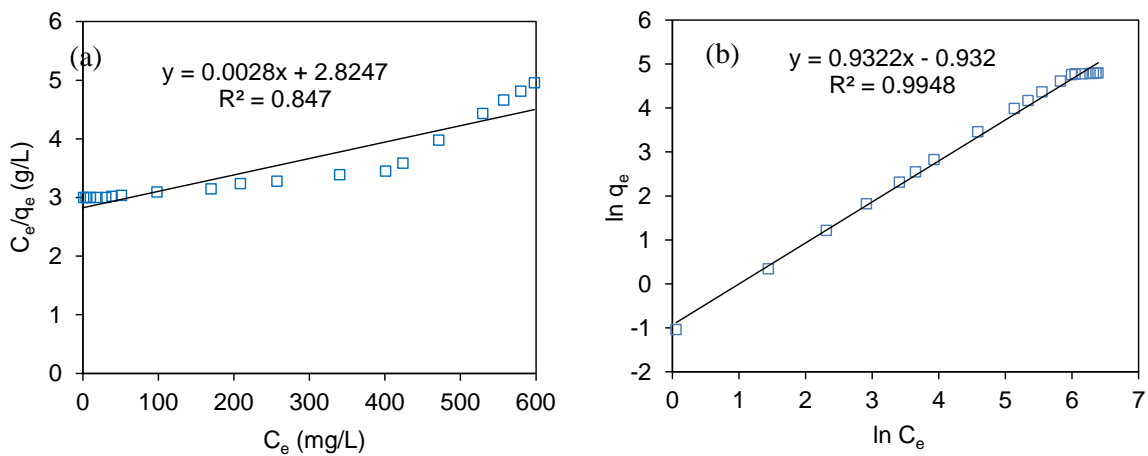 (a)
y = 0.0028x + 2.8247
R² = 0.847
6
5
4
3
2
1
0
0 100 200 300 400 500 600
Cₑ/qₑ (g/L)
Cₑ (mg/L)
(b)
y = 0.9322x - 0.932
R² = 0.9948
6
5
4
3
2
1
0
-1
-2
0 1 2 3 4 5 6 7
ln qₑ
ln Cₑ